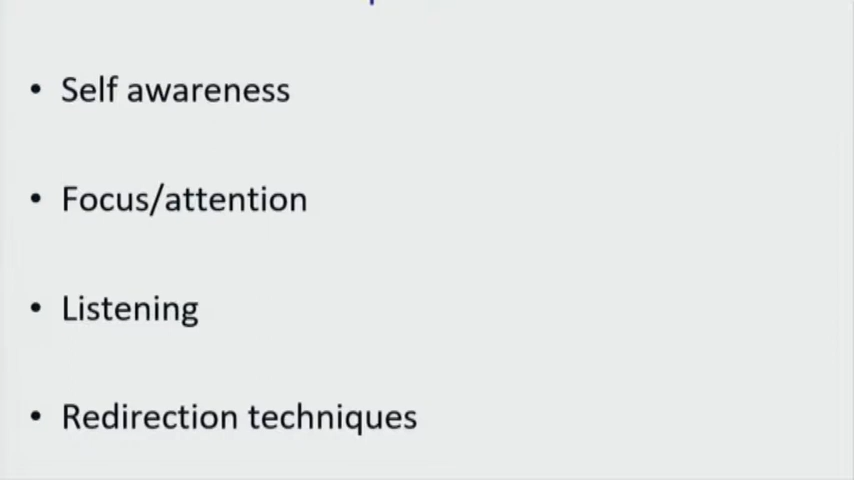 • Self awareness
• Focus/attention
• Listening
• Redirection techniques